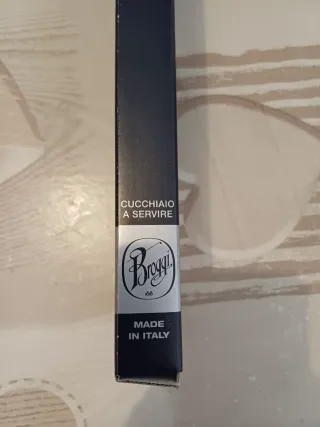 CUCCHIAIO
A SERVIRE
Broggi
MADE
IN ITALY